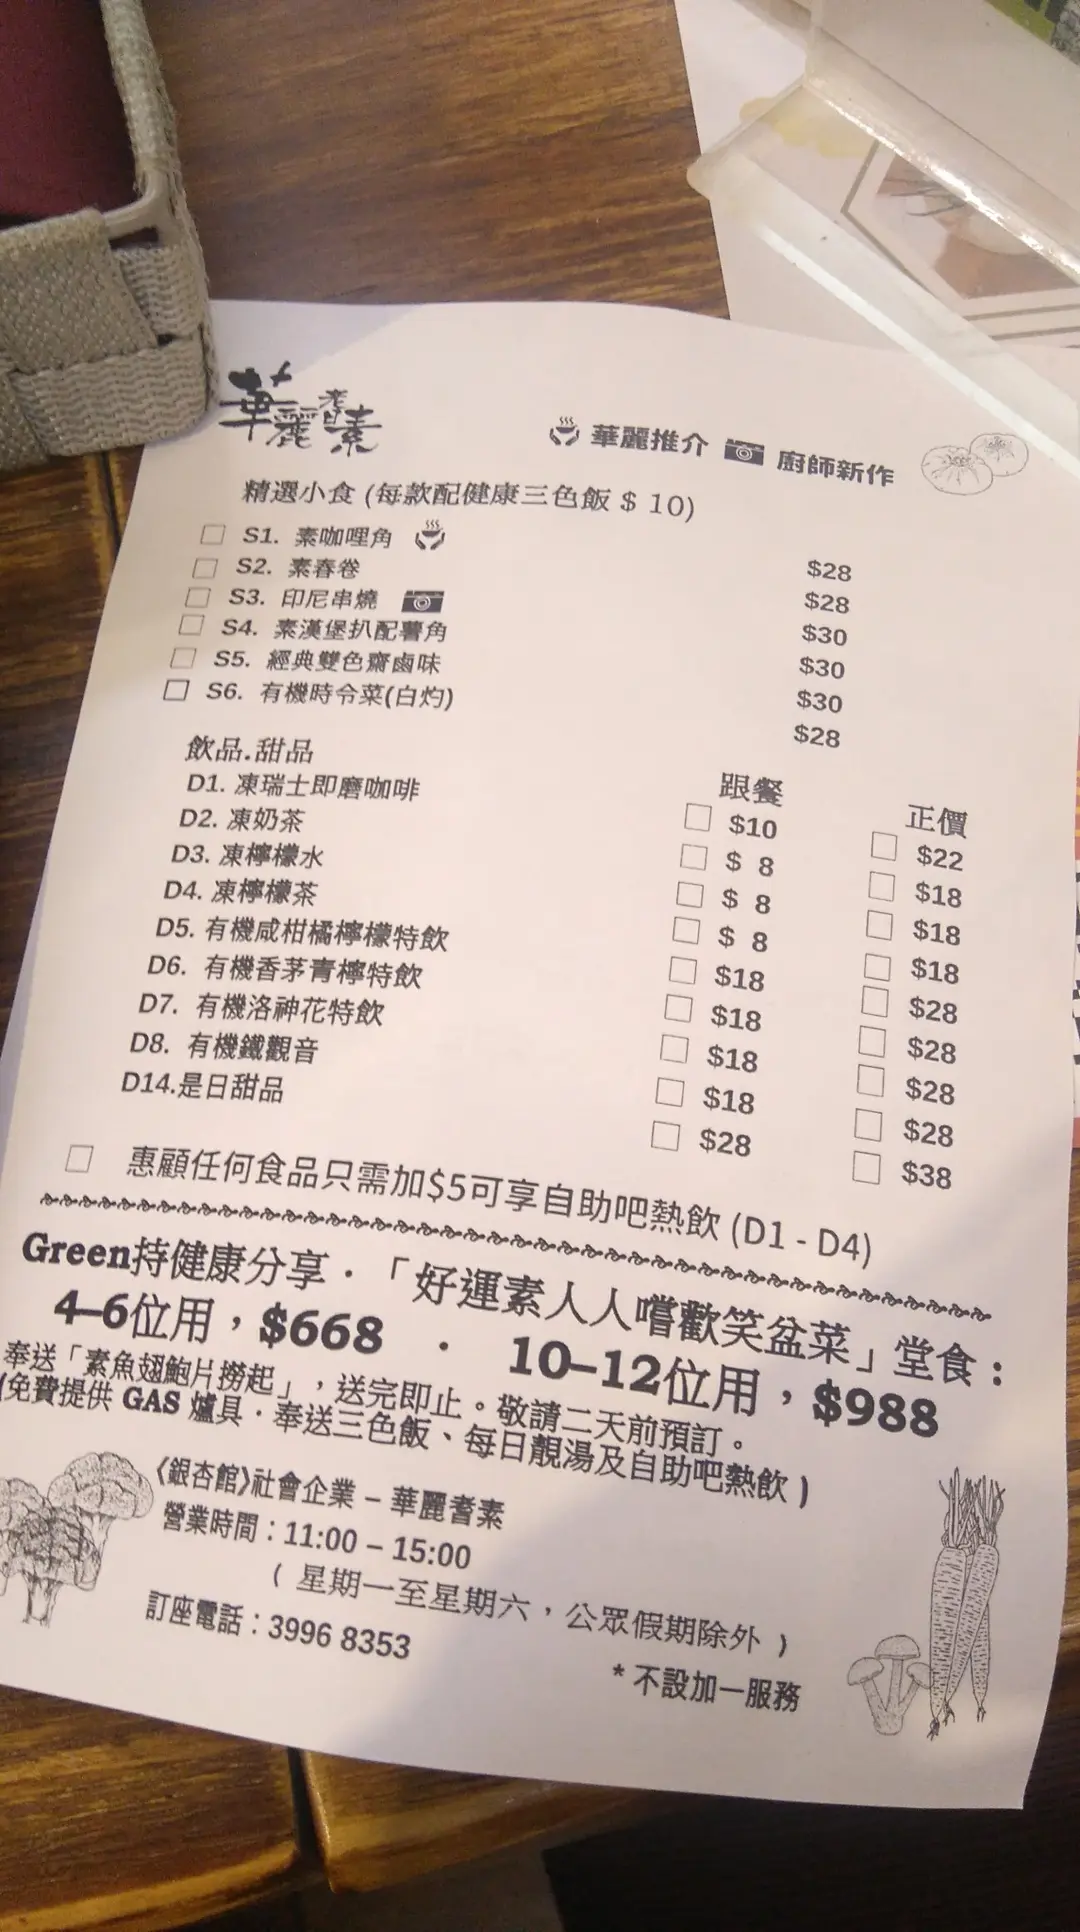 華麗耆素
華麗推介 廚師新作
精選小食 (每款配健康三色飯 $ 10)
S1. 素咖哩角 $28
S2. 素春卷 $28
S3. 印尼串燒 $30
S4. 素漢堡扒配薯角 $30
S5. 經典雙色齋鹵味 $30
S6. 有機時令菜(白灼) $28
飲品.甜品 跟餐 正價
D1. 凍瑞士即磨咖啡 $10 $22
D2. 凍奶茶 $ 8 $18
D3. 凍檸檬水 $ 8 $18
D4. 凍檸檬茶 $ 8 $18
D5. 有機咸柑橘檸檬特飲 $18 $28
D6. 有機香茅青檸特飲 $18 $28
D7. 有機洛神花特飲 $18 $28
D8. 有機鐵觀音 $18 $28
D14.是日甜品 $28 $38
惠顧任何食品只需加$5可享自助吧熱飲 (D1 - D4)
Green持健康分享．「好運素人人嚐歡笑盆菜」堂食：
4–6位用，$668 ． 10–12位用，$988
奉送「素魚翅鮑片撈起」，送完即止。敬請二天前預訂。
(免費提供 GAS 爐具．奉送三色飯、每日靚湯及自助吧熱飲)
〈銀杏館〉社會企業 – 華麗耆素
營業時間：11:00 – 15:00
( 星期一至星期六，公眾假期除外 )
訂座電話：3996 8353
* 不設加一服務